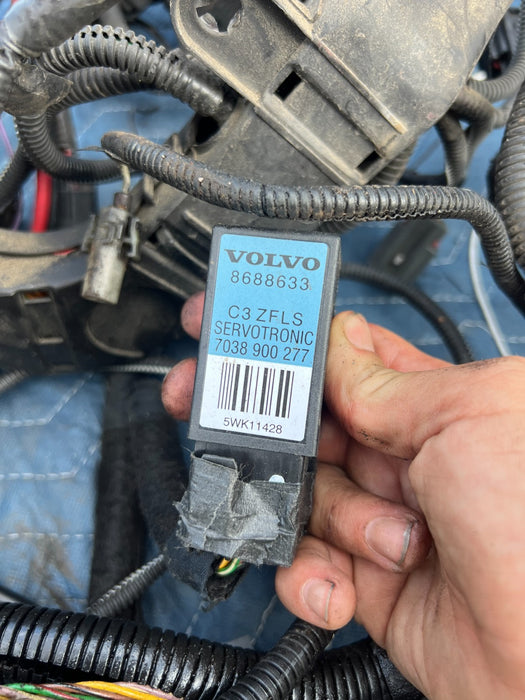 VOLVO
8688633
C3 ZFLS
SERVOTRONIC
7038 900 277
5WK11428